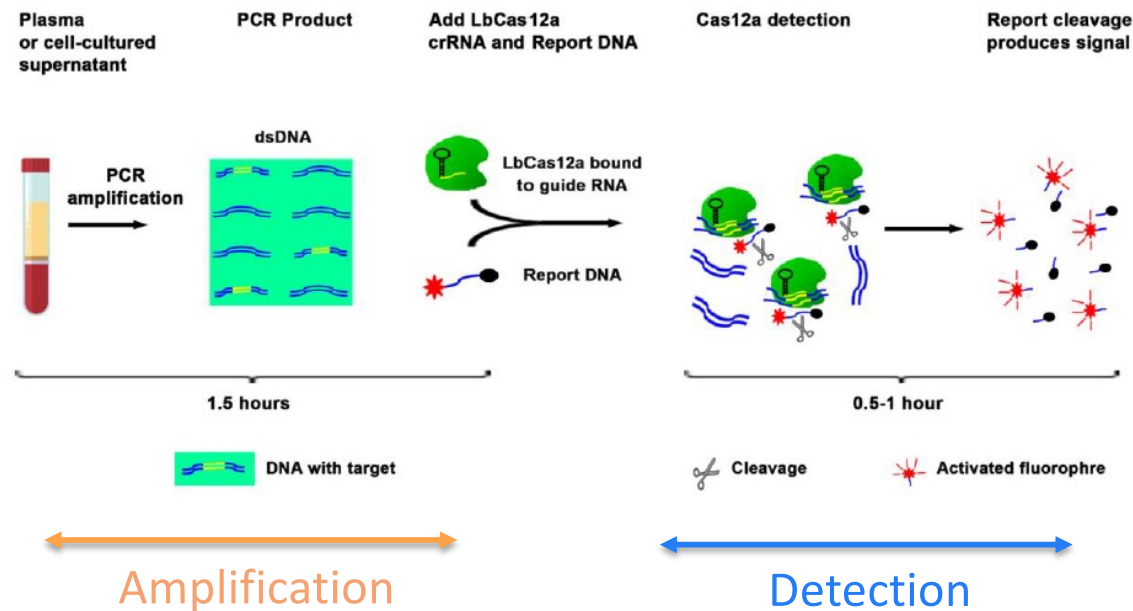 Plasma
or cell-cultured
supernatant
PCR Product
Add LbCas12a
crRNA and Report DNA
Cas12a detection
Report cleavage
produces signal
dsDNA
PCR
amplification
LbCas12a bound
to guide RNA
Report DNA
1.5 hours
0.5-1 hour
DNA with target
Cleavage
Activated fluorophre
Amplification
Detection